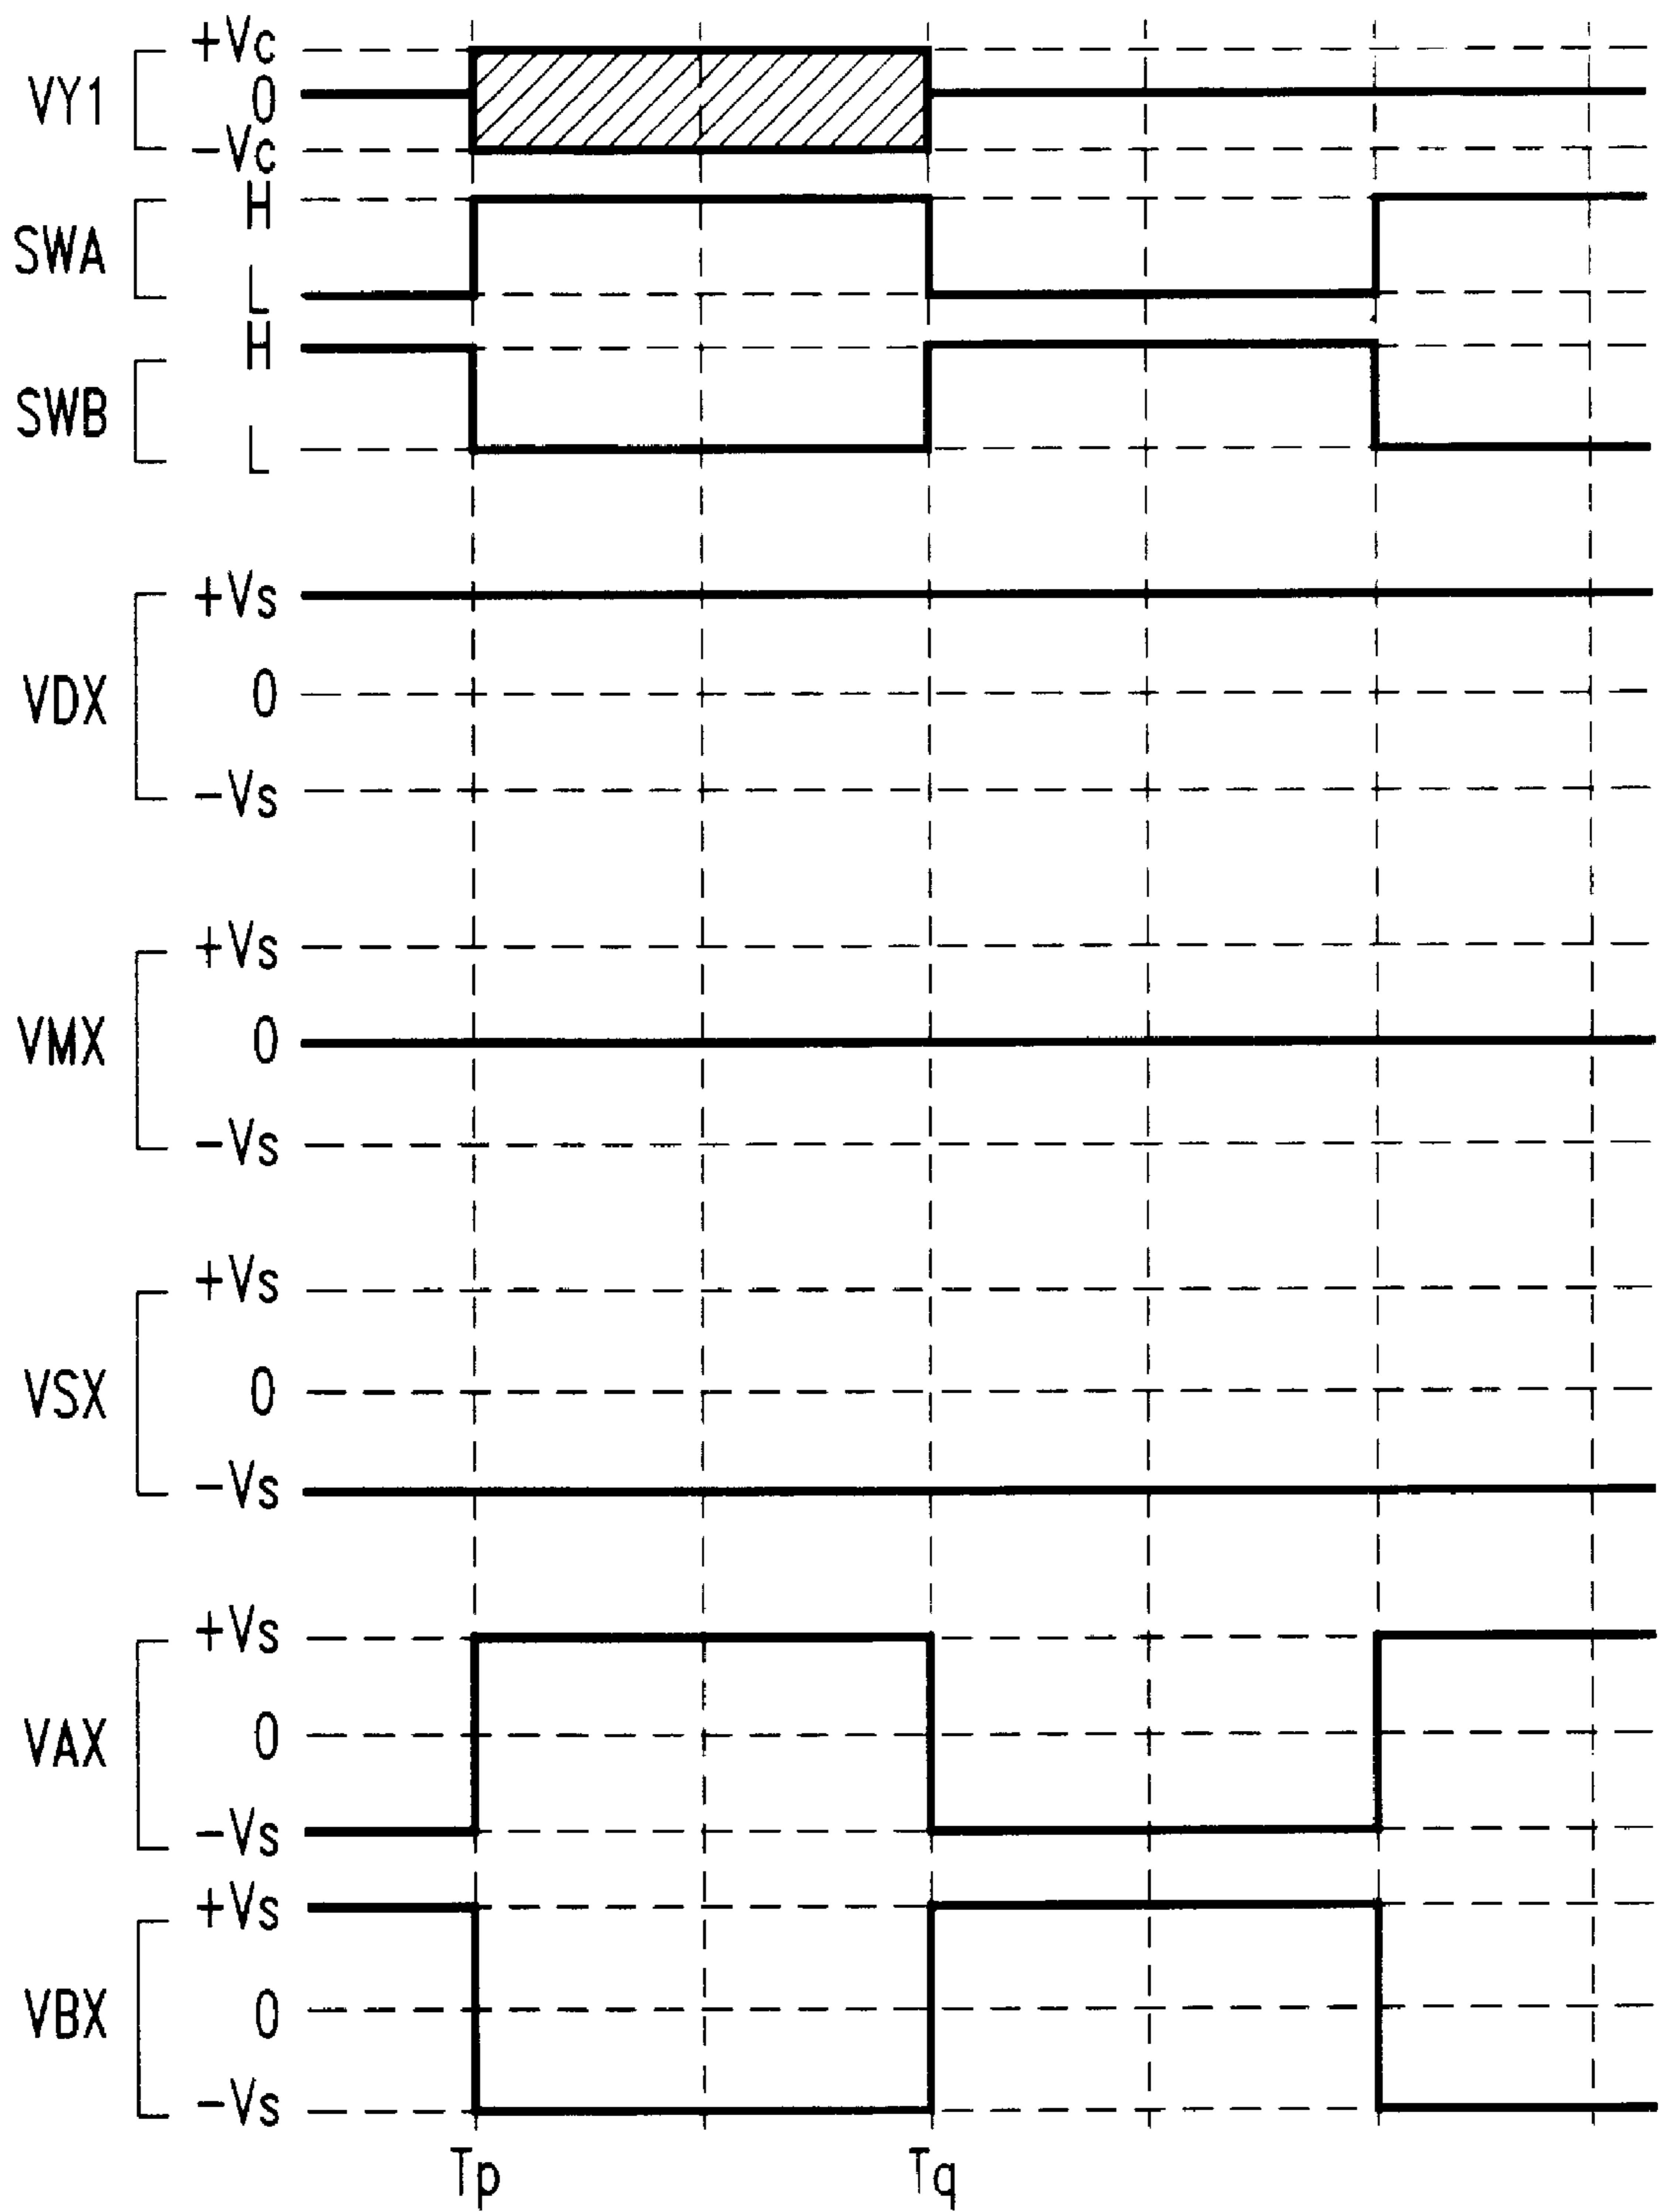 +Vc
VY1 0
-Vc
H
SWA
L
H
SWB
L
+Vs
VDX 0
-Vs
+Vs
VMX 0
-Vs
+Vs
VSX 0
-Vs
+Vs
VAX 0
-Vs
+Vs
VBX 0
-Vs
Tp Tq